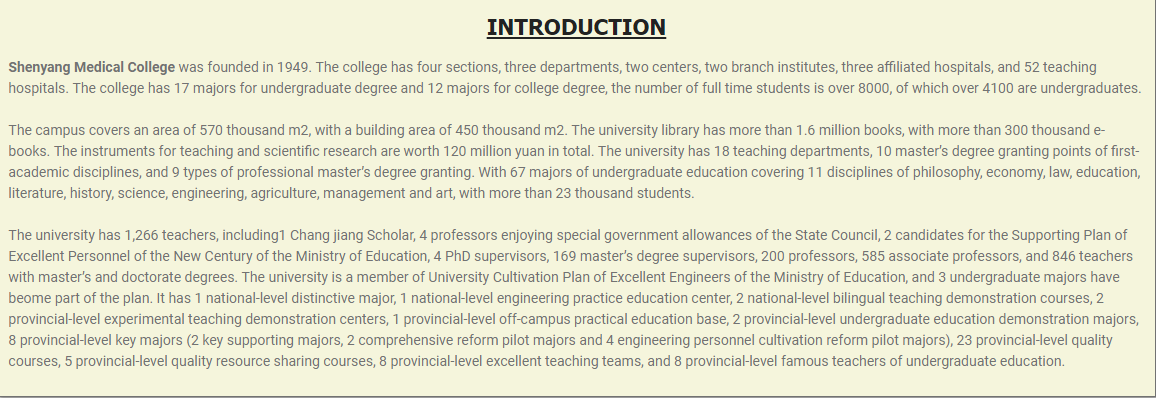 INTRODUCTION
Shenyang Medical College was founded in 1949. The college has four sections, three departments, two centers, two branch institutes, three affiliated hospitals, and 52 teaching
hospitals. The college has 17 majors for undergraduate degree and 12 majors for college degree, the number of full time students is over 8000, of which over 4100 are undergraduates.
The campus covers an area of 570 thousand m2, with a building area of 450 thousand m2. The university library has more than 1.6 million books, with more than 300 thousand e-
books. The instruments for teaching and scientific research are worth 120 million yuan in total. The university has 18 teaching departments, 10 master's degree granting points of first-
academic disciplines, and 9 types of professional master's degree granting. With 67 majors of undergraduate education covering 11 disciplines of philosophy, economy, law, education,
literature, history, science, engineering, agriculture, management and art, with more than 23 thousand students.
The university has 1,266 teachers, including1 Chang jiang Scholar, 4 professors enjoying special government allowances of the State Council, 2 candidates for the Supporting Plan of
Excellent Personnel of the New Century of the Ministry of Education, 4 PhD supervisors, 169 master's degree supervisors, 200 professors, 585 associate professors, and 846 teachers
with master's and doctorate degrees. The university is a member of University Cultivation Plan of Excellent Engineers of the Ministry of Education, and 3 undergraduate majors have
beome part of the plan. It has 1 national-level distinctive major, 1 national-level engineering practice education center, 2 national-level bilingual teaching demonstration courses, 2
provincial-level experimental teaching demonstration centers, 1 provincial-level off-campus practical education base, 2 provincial-level undergraduate education demonstration majors,
8 provincial-level key majors (2 key supporting majors, 2 comprehensive reform pilot majors and 4 engineering personnel cultivation reform pilot majors), 23 provincial-level quality
courses, 5 provincial-level quality resource sharing courses, 8 provincial-level excellent teaching teams, and 8 provincial-level famous teachers of undergraduate education.